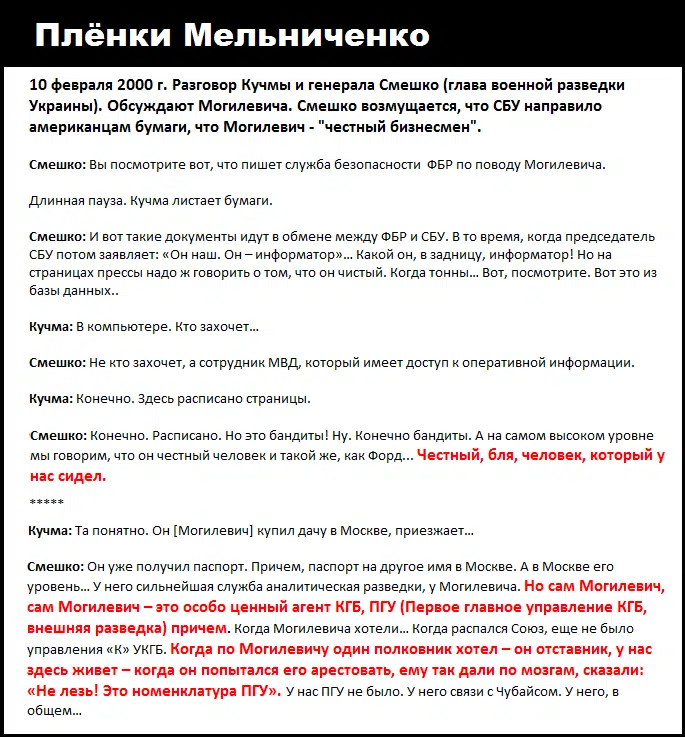 Плёнки Мельниченко
10 февраля 2000 г. Разговор Кучмы и генерала Смешко (глава военной разведки
Украины). Обсуждают Могилевича. Смешко возмущается, что СБУ направило
американцам бумаги, что Могилевич - "честный бизнесмен".
Смешко: Вы посмотрите вот, что пишет служба безопасности ФБР по поводу Могилевича.
Длинная пауза. Кучма листает бумаги.
Смешко: И вот такие документы идут в обмене между ФБР и СБУ. В то время, когда председатель
СБУ потом заявляет: «Он наш. Он – информатор»… Какой он, в задницу, информатор! Но на
страницах прессы надо ж говорить о том, что он чистый. Когда тонны… Вот, посмотрите. Вот это из
базы данных..
Кучма: В компьютере. Кто захочет…
Смешко: Не кто захочет, а сотрудник МВД, который имеет доступ к оперативной информации.
Кучма: Конечно. Здесь расписано страницы.
Смешко: Конечно. Расписано. Но это бандиты! Ну. Конечно бандиты. А на самом высоком уровне
мы говорим, что он честный человек и такой же, как Форд... Честный, бля, человек, который у
нас сидел.
*****
Кучма: Та понятно. Он [Могилевич] купил дачу в Москве, приезжает…
Смешко: Он уже получил паспорт. Причем, паспорт на другое имя в Москве. А в Москве его
уровень… У него сильнейшая служба аналитическая разведки, у Могилевича. Но сам Могилевич,
сам Могилевич – это особо ценный агент КГБ, ПГУ (Первое главное управление КГБ,
внешняя разведка) причем. Когда Могилевича хотели… Когда распался Союз, еще не было
управления «К» УКГБ. Когда по Могилевичу один полковник хотел – он отставник, у нас
здесь живет – когда он попытался его арестовать, ему так дали по мозгам, сказали:
«Не лезь! Это номенклатура ПГУ». У нас ПГУ не было. У него связи с Чубайсом. У него, в
общем…